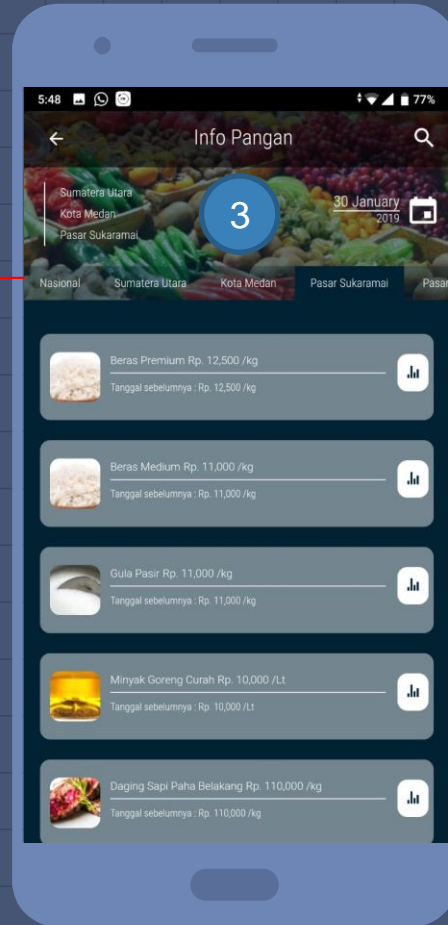 5:48 77%
Info Pangan
Sumatera Utara
Kota Medan
Pasar Sukaramai
3
30 January
2019
Nasional Sumatera Utara Kota Medan Pasar Sukaramai Pasar
Beras Premium Rp. 12,500 /kg
Tanggal sebelumnya : Rp. 12,500 /kg
Beras Medium Rp. 11,000 /kg
Tanggal sebelumnya : Rp. 11,000 /kg
Gula Pasir Rp. 11,000 /kg
Tanggal sebelumnya : Rp. 11,000 /kg
Minyak Goreng Curah Rp. 10,000 /Lt
Tanggal sebelumnya : Rp. 10,000 /Lt
Daging Sapi Paha Belakang Rp. 110,000 /kg
Tanggal sebelumnya : Rp. 110,000 /kg